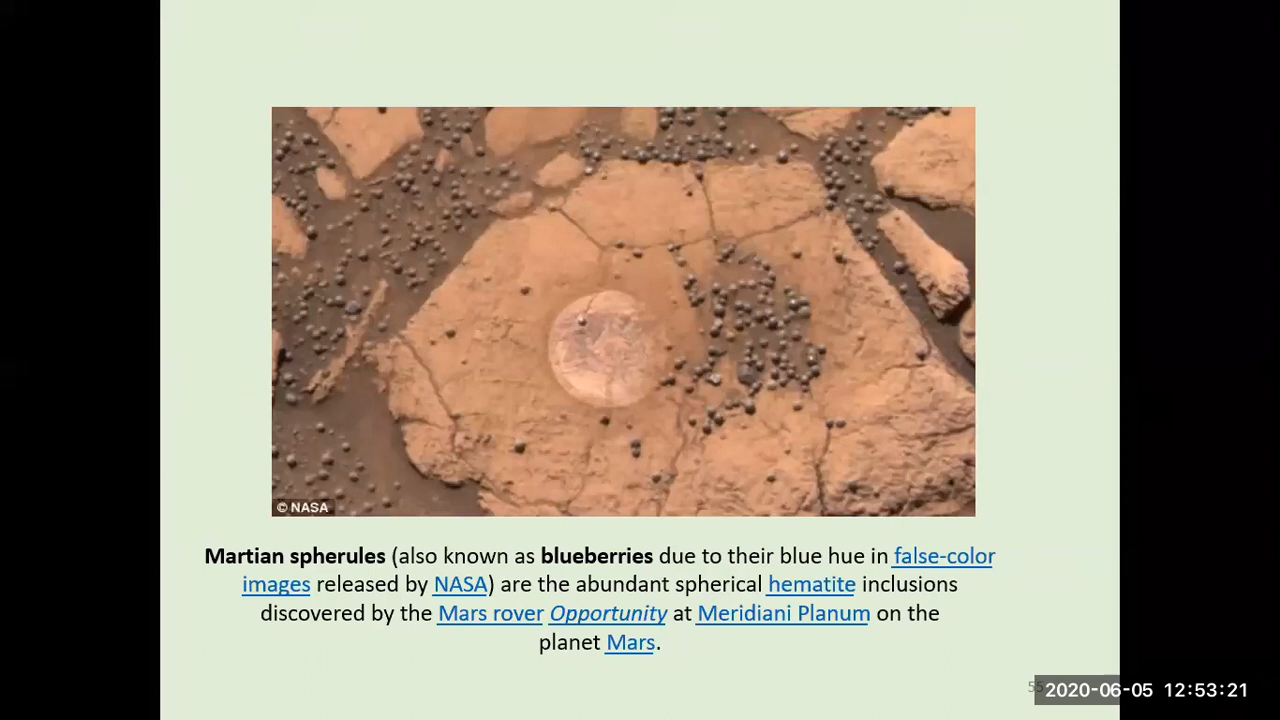 © NASA
Martian spherules (also known as blueberries due to their blue hue in false-color
images released by NASA) are the abundant spherical hematite inclusions
discovered by the Mars rover Opportunity at Meridiani Planum on the
planet Mars.
55 2020-06-05 12:53:21